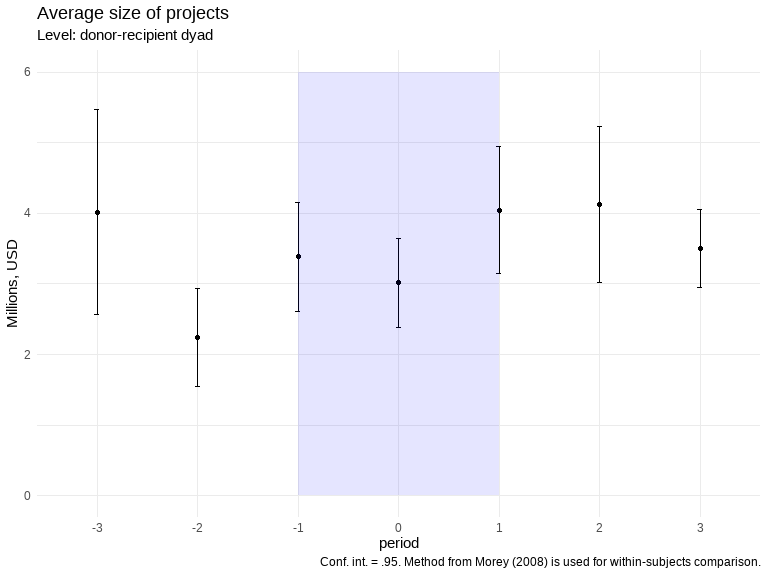 Average size of projects
Level: donor-recipient dyad
Millions, USD
6
4
2
0
-3 -2 -1 0 1 2 3
period
Conf. int. = .95. Method from Morey (2008) is used for within-subjects comparison.